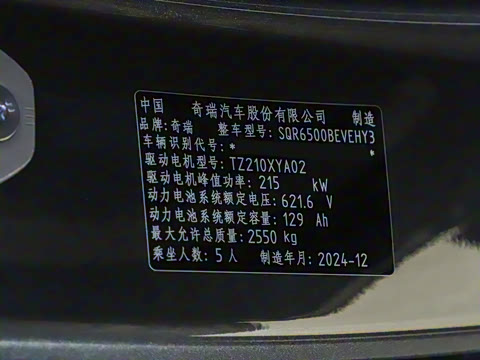 中国 奇瑞汽车股份有限公司 制造
品牌: 奇瑞 整车型号: SQR6500BEVEHY3
车辆识别代号: * *
驱动电机型号: TZ210XYA02
驱动电机峰值功率: 215 kW
动力电池系统额定电压: 621.6 V
动力电池系统额定容量: 129 Ah
最大允许总质量: 2550 kg
乘坐人数: 5 人 制造年月: 2024-12